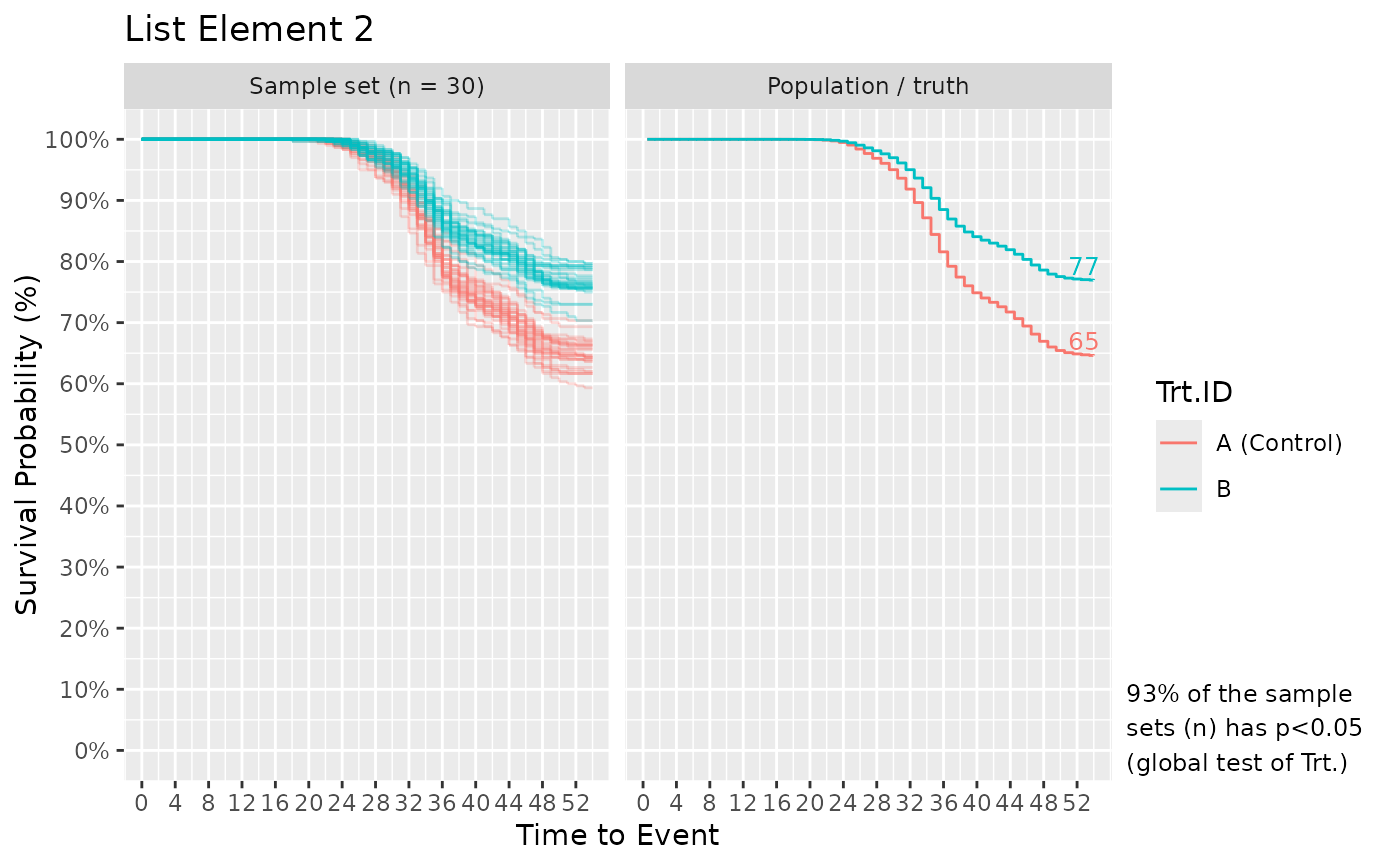 List Element 2
Sample set (n = 30)
Population / truth
Survival Probability (%)
100%
90%
80%
70%
60%
50%
40%
30%
20%
10%
0%
77
65
0 4 8 12 16 20 24 28 32 36 40 44 48 52
0 4 8 12 16 20 24 28 32 36 40 44 48 52
Time to Event
Trt.ID
A (Control)
B
93% of the sample
sets (n) has p<0.05
(global test of Trt.)